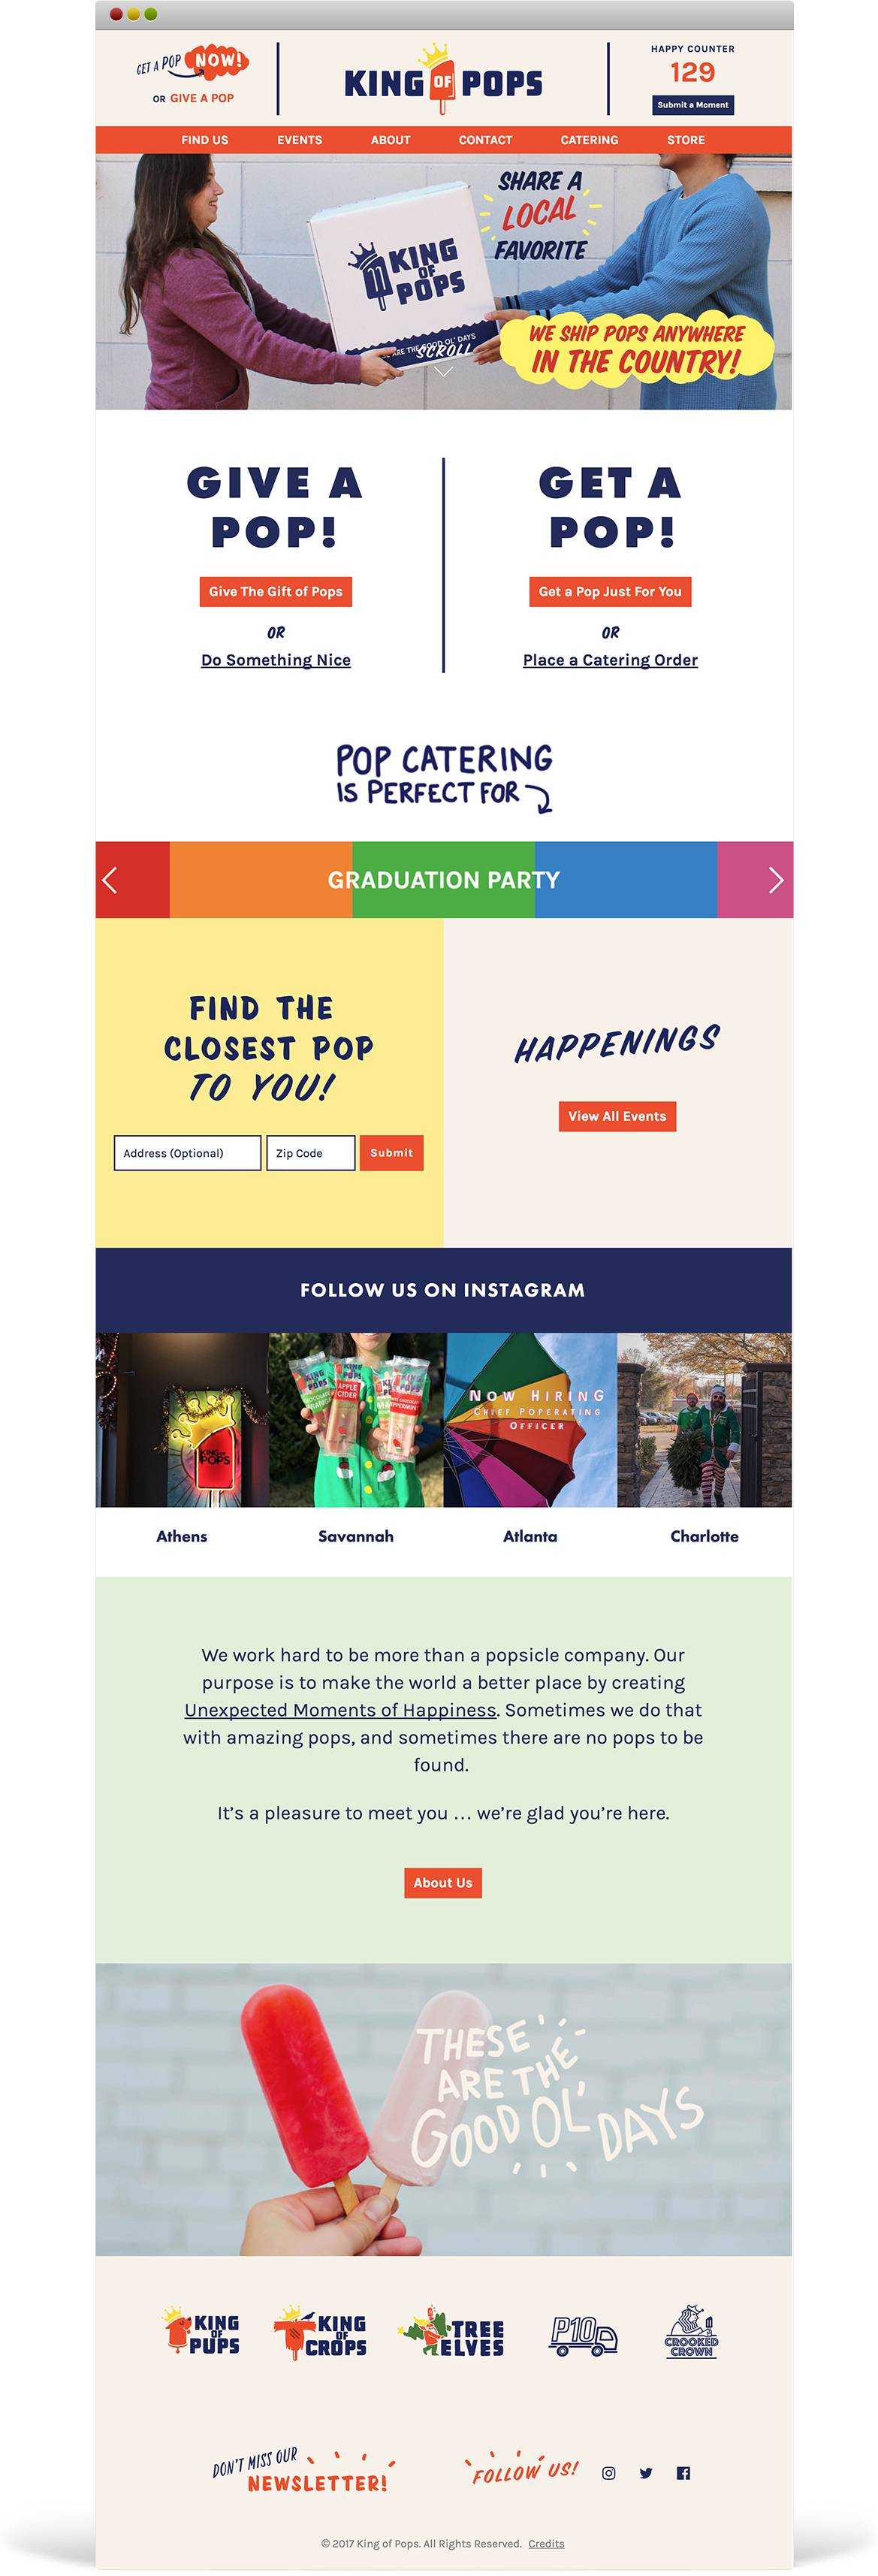 GET A POP NOW!
OR GIVE A POP
KING OF POPS
HAPPY COUNTER
129
Submit a Moment
FIND US EVENTS ABOUT CONTACT CATERING STORE
SHARE A
LOCAL
FAVORITE
KING
OF
POPS
ARE THE GOOD OL' DAYS
SCROLL
WE SHIP POPS ANYWHERE
IN THE COUNTRY!
GIVE A
POP!
Give The Gift of Pops
OR
Do Something Nice
GET A
POP!
Get a Pop Just For You
OR
Place a Catering Order
POP CATERING
IS PERFECT FOR
GRADUATION PARTY
FIND THE
CLOSEST POP
TO YOU!
Address (Optional) Zip Code Submit
HAPPENINGS
View All Events
FOLLOW US ON INSTAGRAM
KING OF
POPS
KING
POPS
APPLE
CIDER
NOW HIRING
CHIEF POPERATING
OFFICER
Athens Savannah Atlanta Charlotte
We work hard to be more than a popsicle company. Our
purpose is to make the world a better place by creating
Unexpected Moments of Happiness. Sometimes we do that
with amazing pops, and sometimes there are no pops to be
found.
It's a pleasure to meet you … we're glad you're here.
About Us
THESE
ARE THE
GOOD OL' DAYS
KING
OF
PUPS
KING
OF
CROPS
TREE
ELVES
P10
CROOKED
CROWN
DON'T MISS OUR
NEWSLETTER!
FOLLOW US!
© 2017 King of Pops. All Rights Reserved. Credits